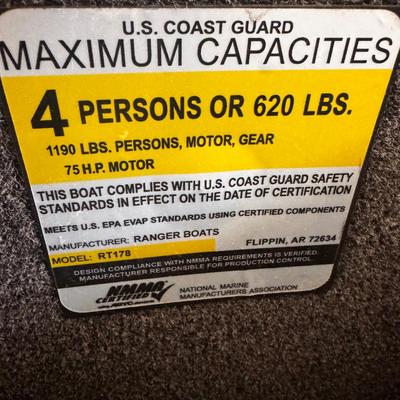 U.S. COAST GUARD
MAXIMUM CAPACITIES
4 PERSONS OR 620 LBS.
1190 LBS. PERSONS, MOTOR, GEAR
75 H.P. MOTOR
THIS BOAT COMPLIES WITH U.S. COAST GUARD SAFETY
STANDARDS IN EFFECT ON THE DATE OF CERTIFICATION
MEETS U.S. EPA EVAP STANDARDS USING CERTIFIED COMPONENTS
MANUFACTURER: RANGER BOATS FLIPPIN, AR 72634
MODEL: RT178
DESIGN COMPLIANCE WITH NMMA REQUIREMENTS IS VERIFIED.
MANUFACTURER RESPONSIBLE FOR PRODUCTION CONTROL.
NMMA
CERTIFIED
NATIONAL MARINE
MANUFACTURERS ASSOCIATION